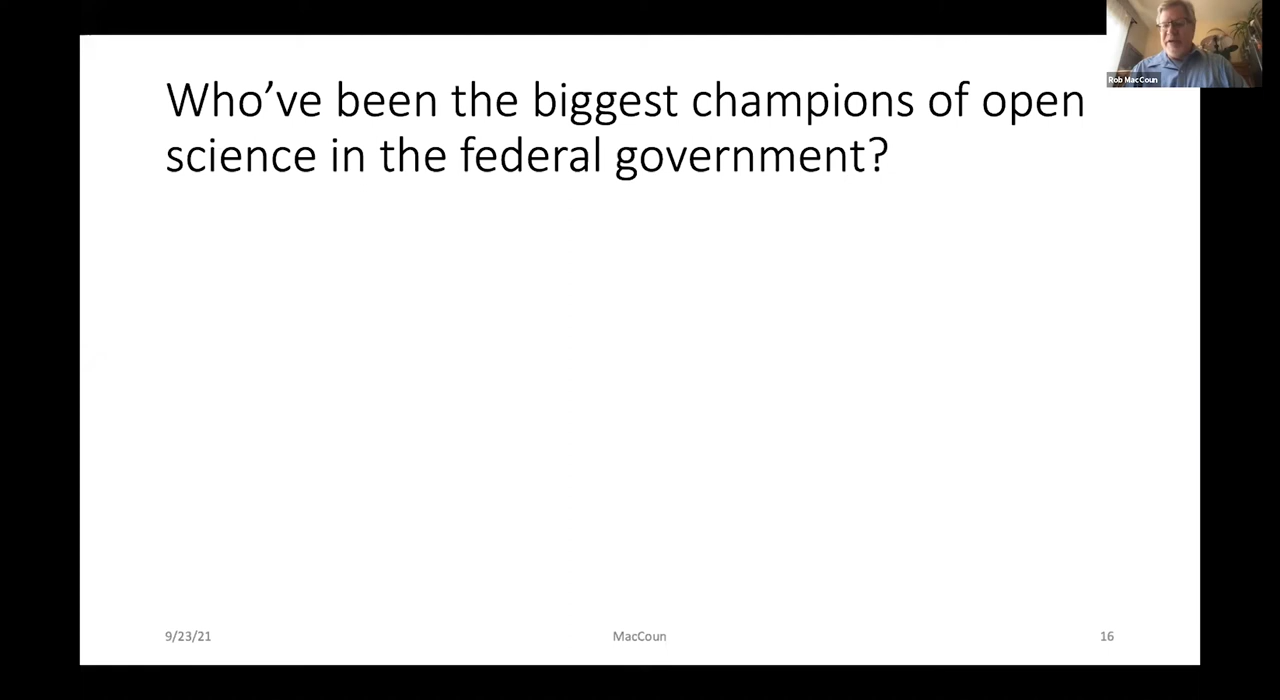 Rob MacCoun
Who’ve been the biggest champions of open
science in the federal government?
9/23/21
MacCoun
16